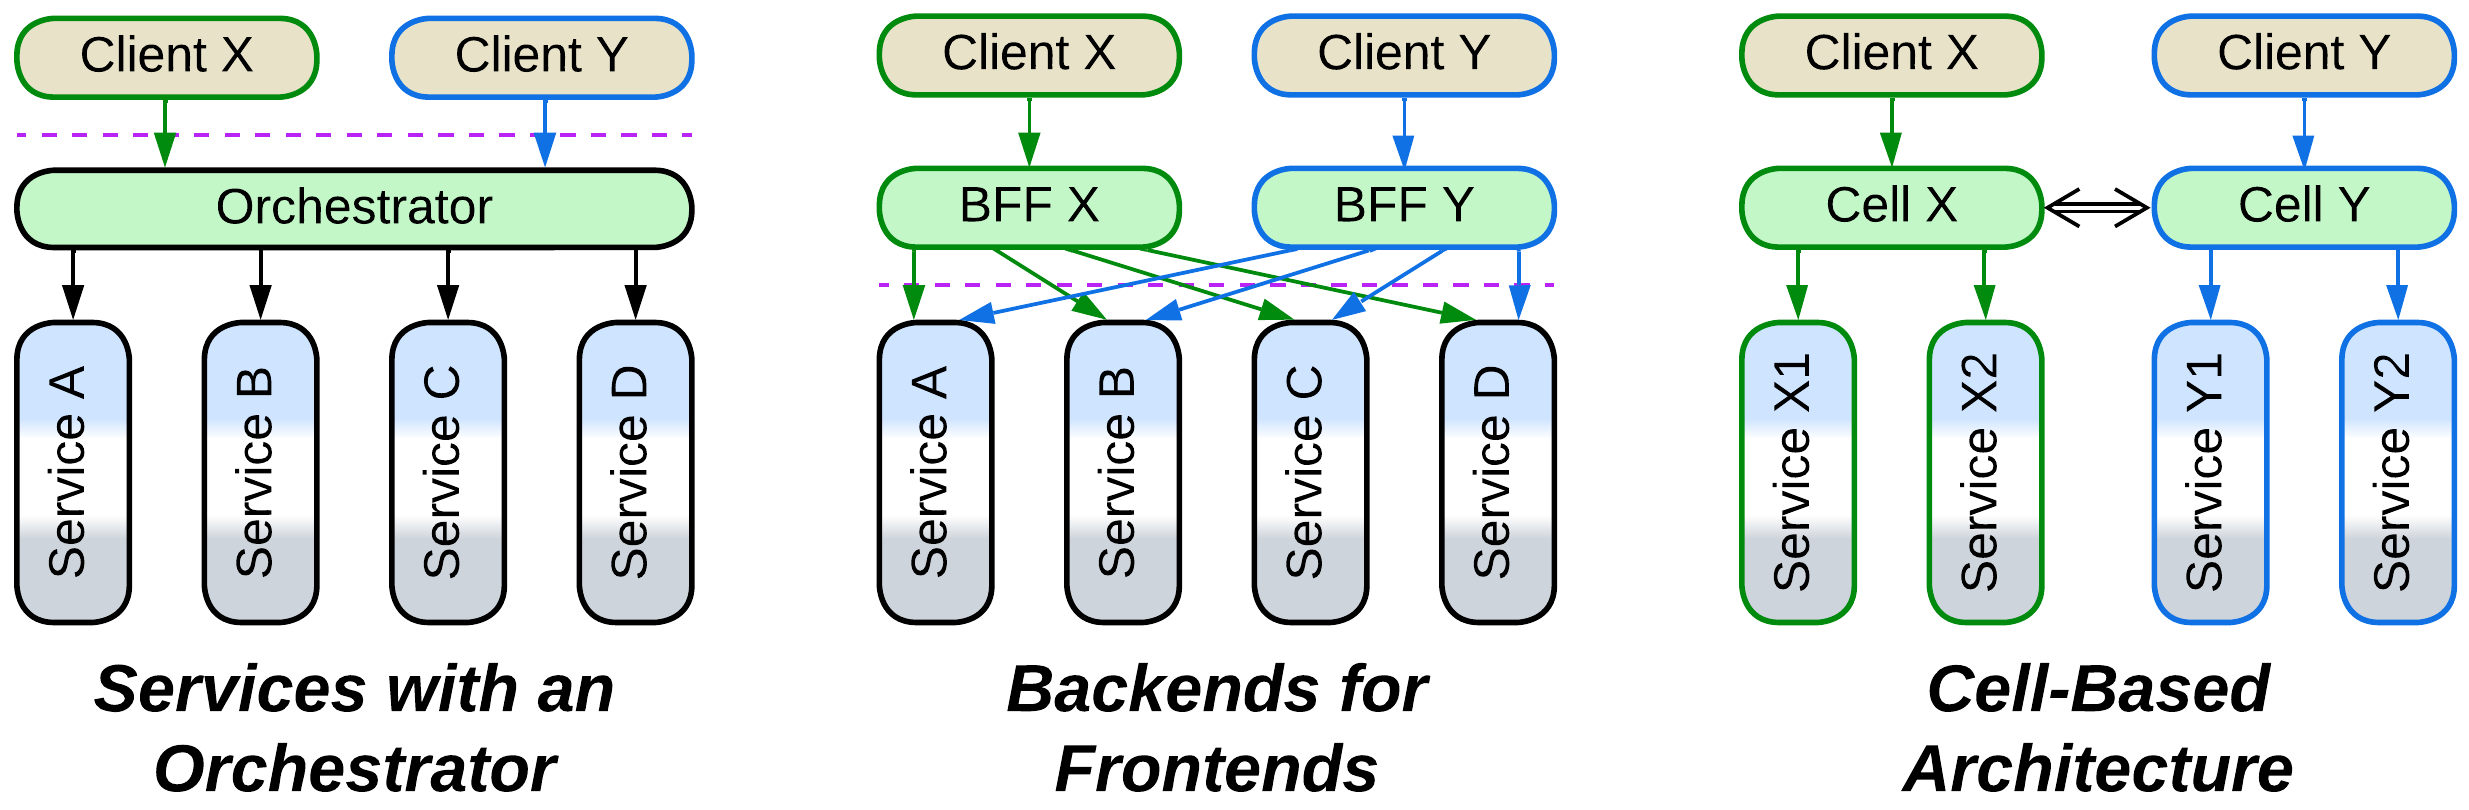 Client X
Client Y
Orchestrator
Service A
Service B
Service C
Service D
Services with an
Orchestrator
Client X
Client Y
BFF X
BFF Y
Service A
Service B
Service C
Service D
Backends for
Frontends
Client X
Client Y
Cell X
Cell Y
Service X1
Service X2
Service Y1
Service Y2
Cell-Based
Architecture